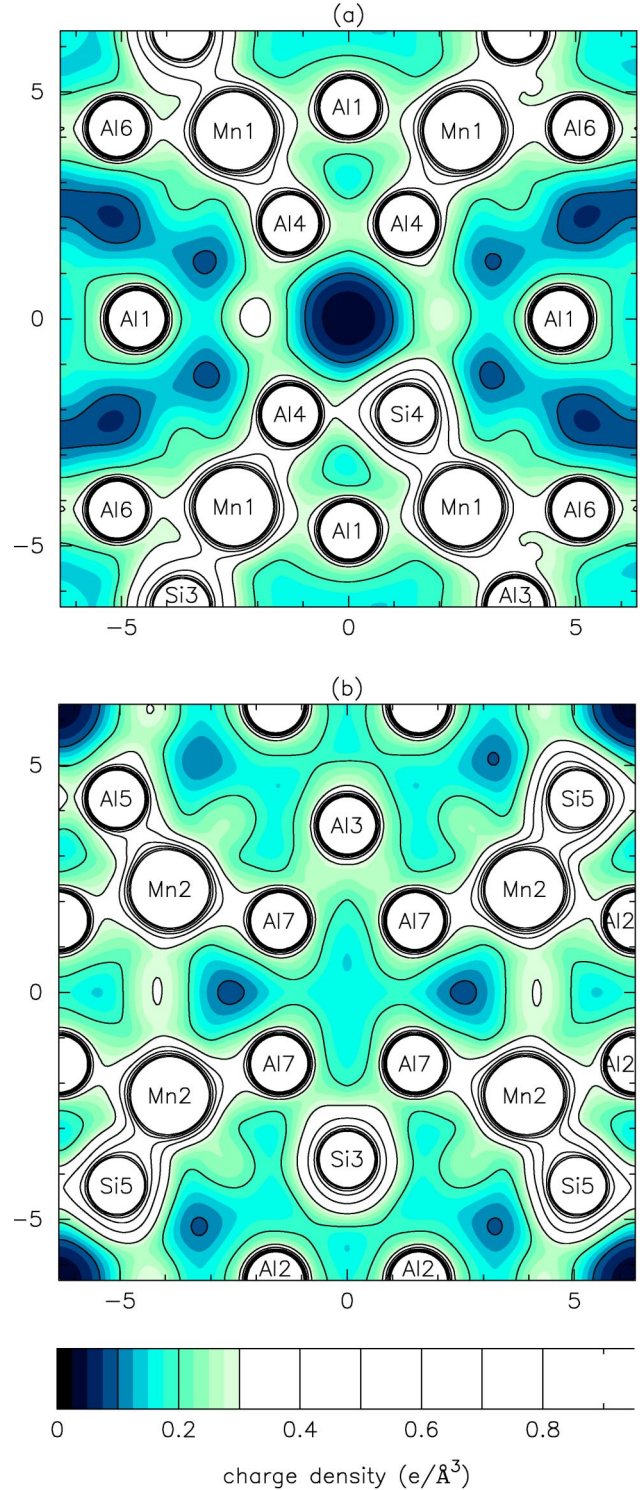 (a)
5
Al1
Al6 Mn1 Mn1 Al6
Al4 Al4
0 Al1 Al1
Al4 Si4
Al6 Mn1 Mn1 Al6
Al1
−5
Si3 Al3
−5 0 5
(b)
5
Al5 Si5
Al3
Mn2 Mn2
Al7 Al7 Al2
0
Al7 Al7 Al2
Mn2 Mn2
Si3
Si5 Si5
−5
Al2 Al2
−5 0 5
0 0.2 0.4 0.6 0.8
charge density (e/Å³)